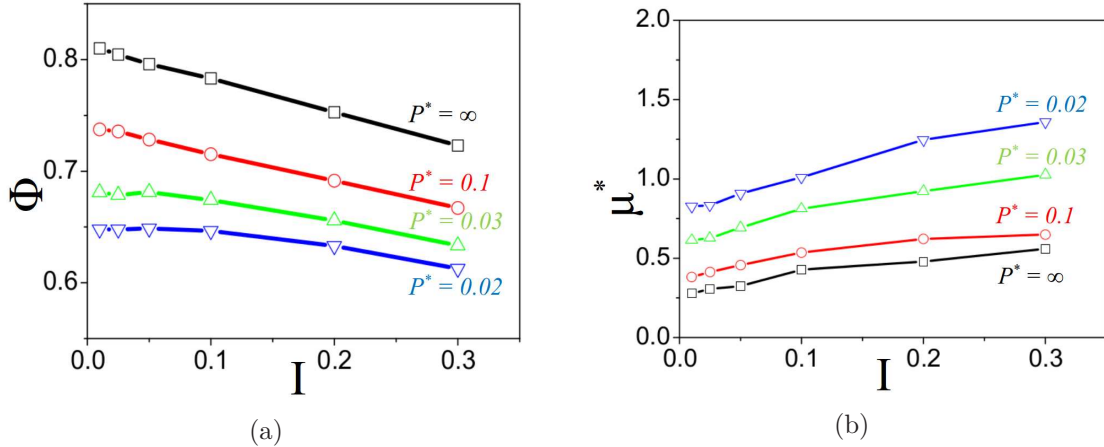 0.8
0.7
0.6
Φ
P* = ∞
P* = 0.1
P* = 0.03
P* = 0.02
0.0 0.1 0.2 0.3
I
(a)
2.0
1.5
1.0
0.5
0.0
μ*
P* = 0.02
P* = 0.03
P* = 0.1
P* = ∞
0.0 0.1 0.2 0.3
I
(b)